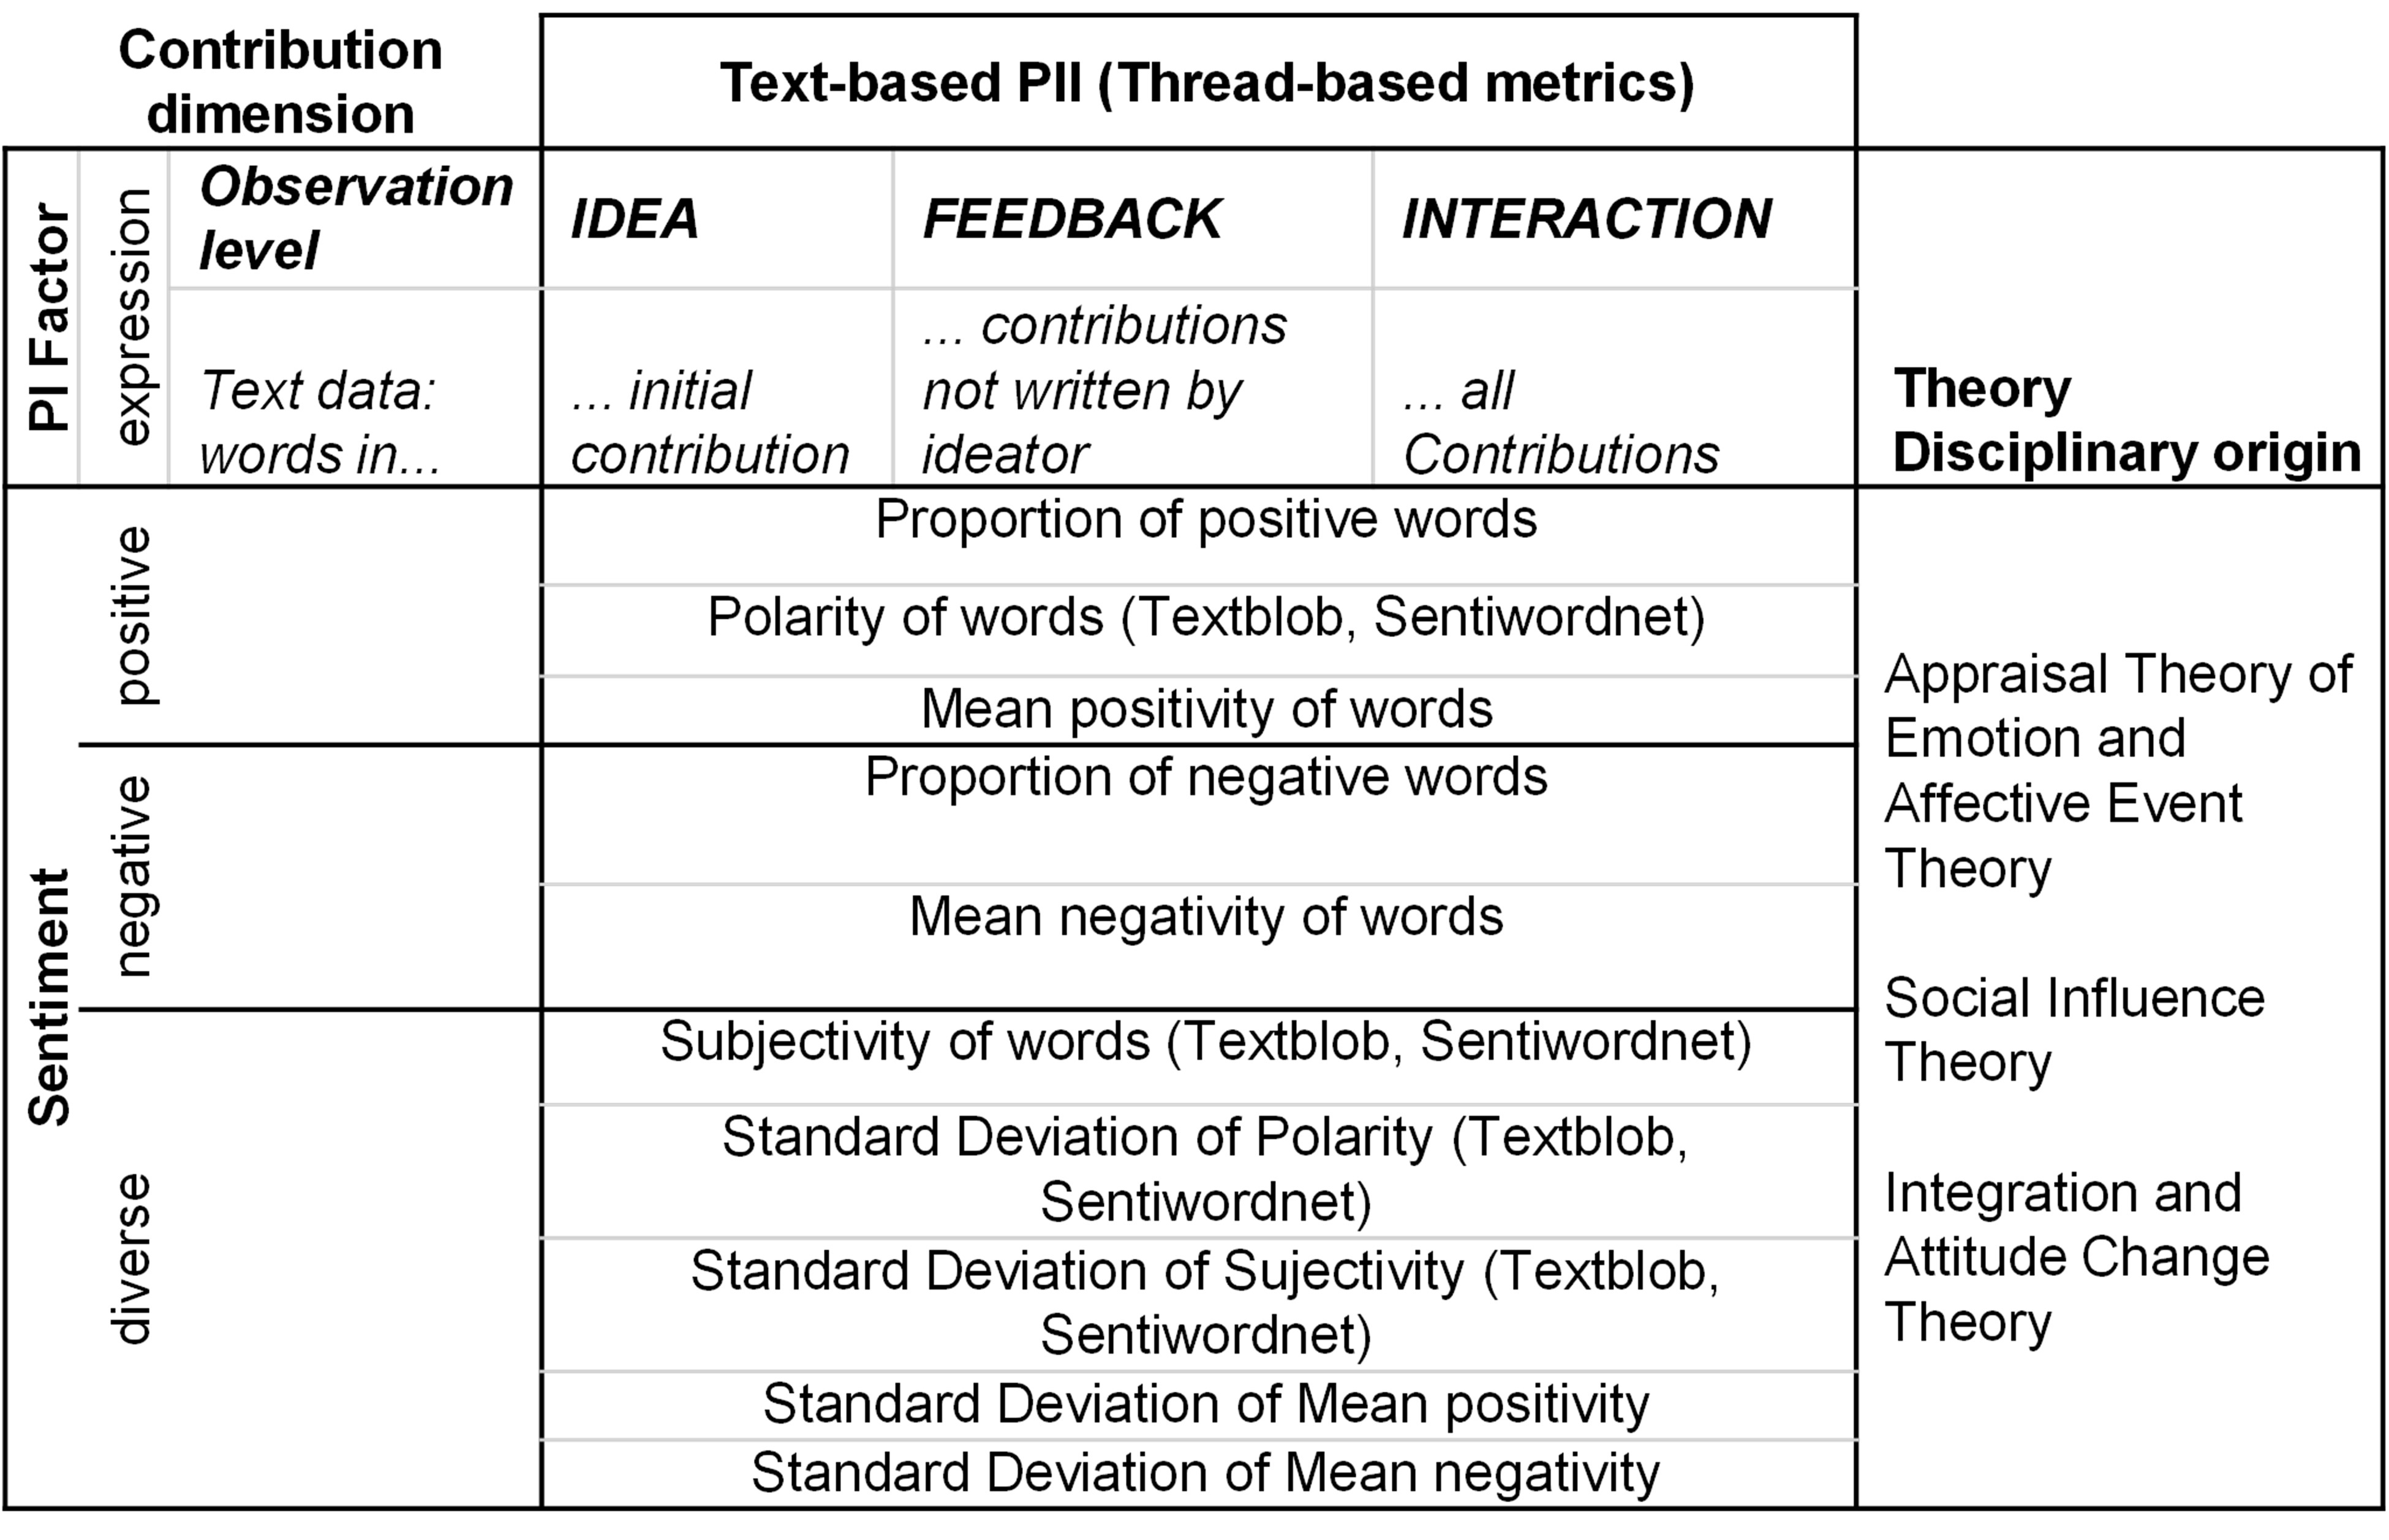 Contribution
dimension
Text-based PII (Thread-based metrics)
PI Factor
expression
Observation
level
IDEA
FEEDBACK
INTERACTION
Text data:
words in...
... initial
contribution
... contributions
not written by
ideator
... all
Contributions
Theory
Disciplinary origin
Sentiment
positive
Proportion of positive words
Polarity of words (Textblob, Sentiwordnet)
Mean positivity of words
negative
Proportion of negative words
Mean negativity of words
diverse
Subjectivity of words (Textblob, Sentiwordnet)
Standard Deviation of Polarity (Textblob,
Sentiwordnet)
Standard Deviation of Sujectivity (Textblob,
Sentiwordnet)
Standard Deviation of Mean positivity
Standard Deviation of Mean negativity
Appraisal Theory of
Emotion and
Affective Event
Theory
Social Influence
Theory
Integration and
Attitude Change
Theory